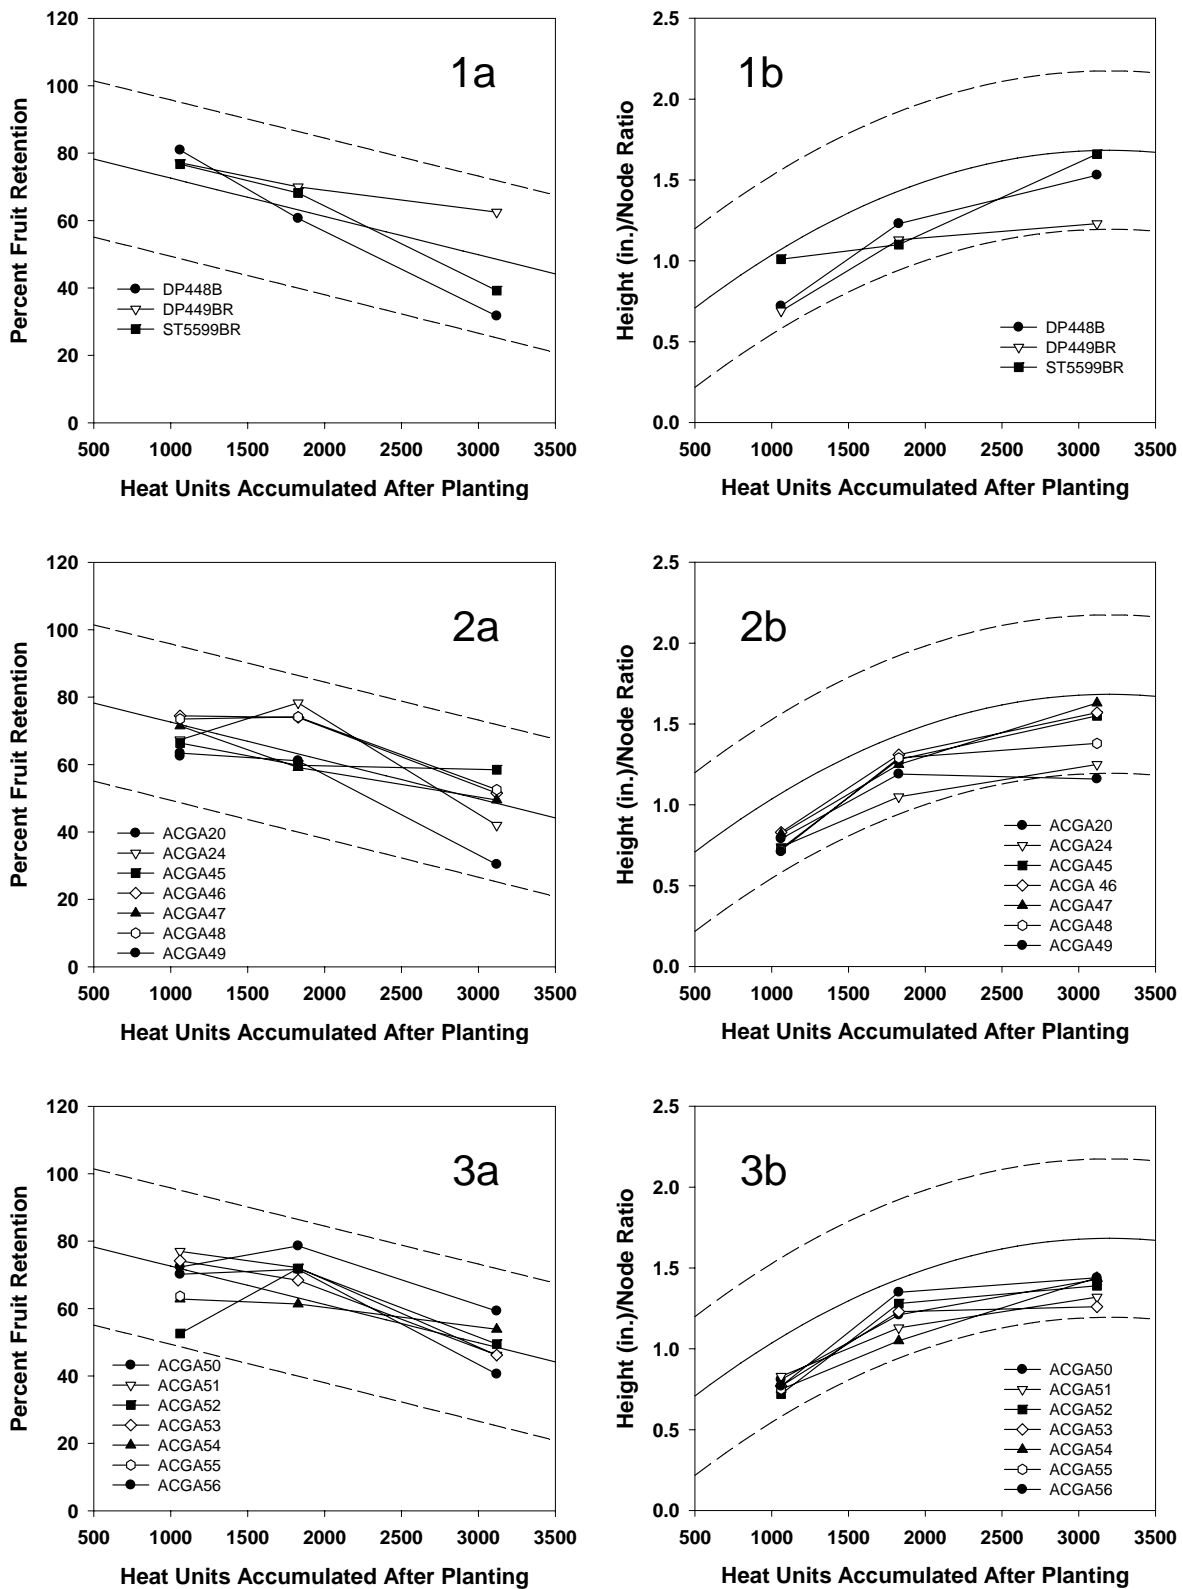 1a
Percent Fruit Retention
120
100
80
60
40
20
0
DP448B
DP449BR
ST5599BR
500 1000 1500 2000 2500 3000 3500
Heat Units Accumulated After Planting
1b
Height (in.)/Node Ratio
2.5
2.0
1.5
1.0
0.5
0.0
DP448B
DP449BR
ST5599BR
500 1000 1500 2000 2500 3000 3500
Heat Units Accumulated After Planting
2a
Percent Fruit Retention
120
100
80
60
40
20
0
ACGA20
ACGA24
ACGA45
ACGA46
ACGA47
ACGA48
ACGA49
500 1000 1500 2000 2500 3000 3500
Heat Units Accumulated After Planting
2b
Height (in.)/Node Ratio
2.5
2.0
1.5
1.0
0.5
0.0
ACGA20
ACGA24
ACGA45
ACGA 46
ACGA47
ACGA48
ACGA49
500 1000 1500 2000 2500 3000 3500
Heat Units Accumulated After Planting
3a
Percent Fruit Retention
120
100
80
60
40
20
0
ACGA50
ACGA51
ACGA52
ACGA53
ACGA54
ACGA55
ACGA56
500 1000 1500 2000 2500 3000 3500
Heat Units Accumulated After Planting
3b
Height (in.)/Node Ratio
2.5
2.0
1.5
1.0
0.5
0.0
ACGA50
ACGA51
ACGA52
ACGA53
ACGA54
ACGA55
ACGA56
500 1000 1500 2000 2500 3000 3500
Heat Units Accumulated After Planting